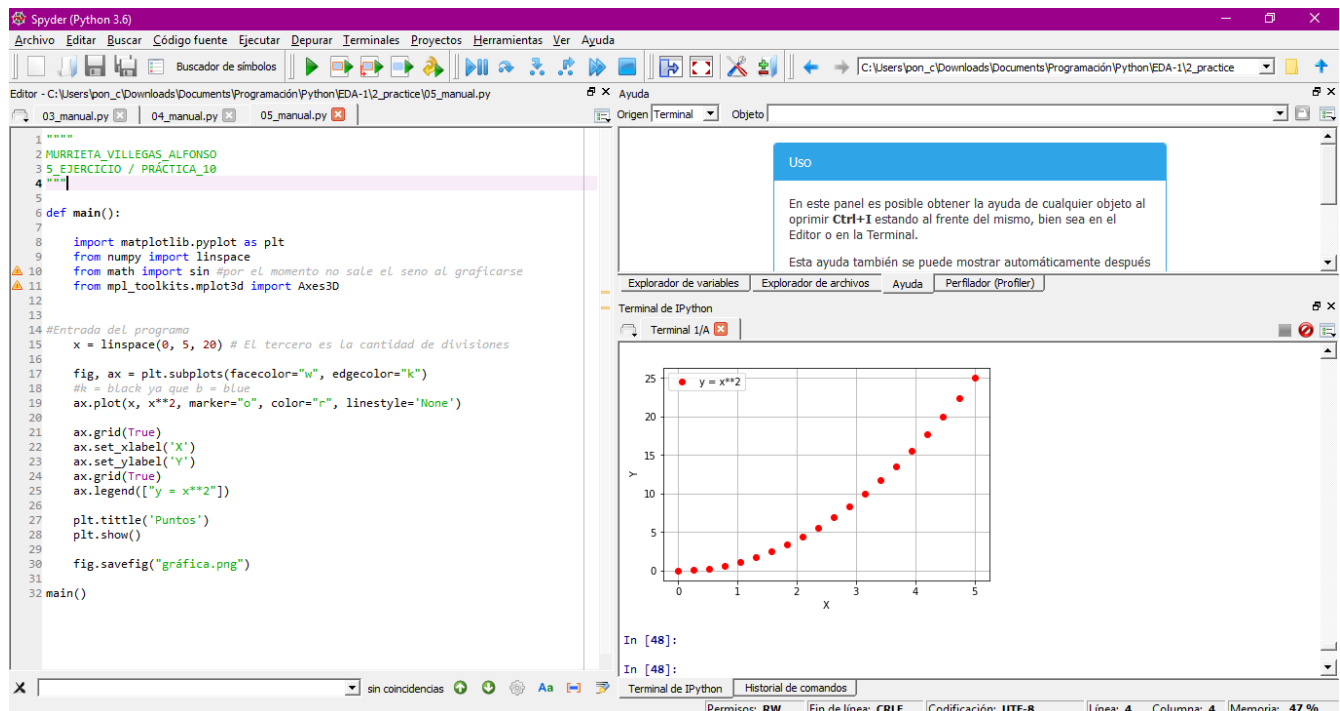 Spyder (Python 3.6)
Archivo Editar Buscar Código fuente Ejecutar Depurar Terminales Proyectos Herramientas Ver Ayuda
Buscador de símbolos
C:\Users\pon_c\Downloads\Documents\Programación\Python\EDA-1\2_practice
Editor - C:\Users\pon_c\Downloads\Documents\Programación\Python\EDA-1\2_practice\05_manual.py
03_manual.py 04_manual.py 05_manual.py
1 """"
2 MURRIETA_VILLEGAS_ALFONSO
3 5_EJERCICIO / PRÁCTICA_10
4 """
5
6 def main():
7
8 import matplotlib.pyplot as plt
9 from numpy import linspace
10 from math import sin #por el momento no sale el seno al graficarse
11 from mpl_toolkits.mplot3d import Axes3D
12
13
14 #Entrada del programa
15 x = linspace(0, 5, 20) # El tercero es la cantidad de divisiones
16
17 fig, ax = plt.subplots(facecolor="w", edgecolor="k")
18 #k = black ya que b = blue
19 ax.plot(x, x**2, marker="o", color="r", linestyle='None')
20
21 ax.grid(True)
22 ax.set_xlabel('X')
23 ax.set_ylabel('Y')
24 ax.grid(True)
25 ax.legend(["y = x**2"])
26
27 plt.tittle('Puntos')
28 plt.show()
29
30 fig.savefig("gráfica.png")
31
32 main()
sin coincidencias Aa
Ayuda
Origen Terminal Objeto
Uso
En este panel es posible obtener la ayuda de cualquier objeto al
oprimir Ctrl+I estando al frente del mismo, bien sea en el
Editor o en la Terminal.
Esta ayuda también se puede mostrar automáticamente después
Explorador de variables Explorador de archivos Ayuda Perfilador (Profiler)
Terminal de IPython
Terminal 1/A
y = x**2
25
20
15
10
5
0
Y
0 1 2 3 4 5
X
In [48]:
In [48]:
Terminal de IPython Historial de comandos
Permisos: RW Fin de línea: CRLF Codificación: UTF-8 Línea: 4 Columna: 4 Memoria: 47 %